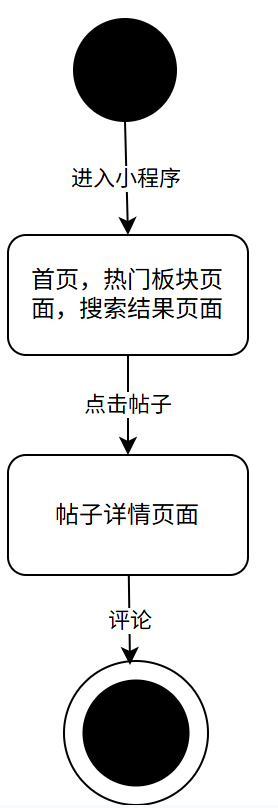 进入小程序
首页，热门板块页
面，搜索结果页面
点击帖子
帖子详情页面
评论